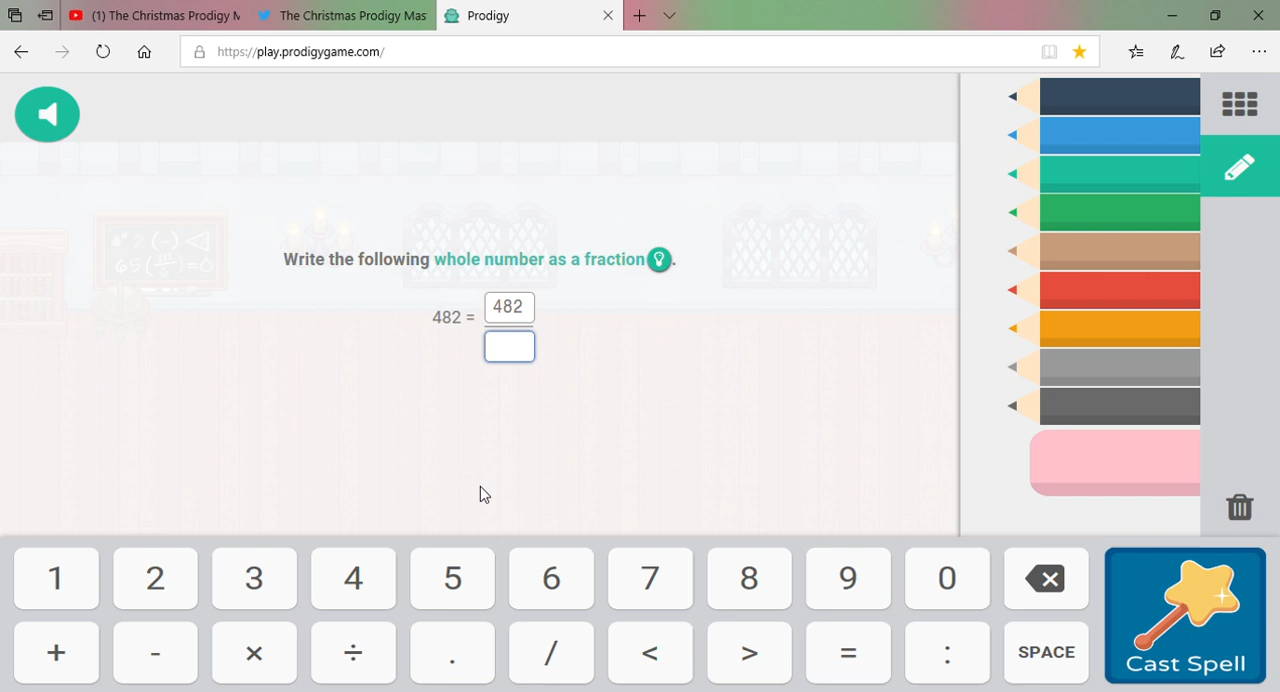 (1) The Christmas Prodigy M
The Christmas Prodigy Mas
Prodigy
https://play.prodigygame.com/
Write the following whole number as a fraction.
482 =
482
1 2 3 4 5 6 7 8 9 0
+ - × ÷ . / < > = : SPACE
Cast Spell